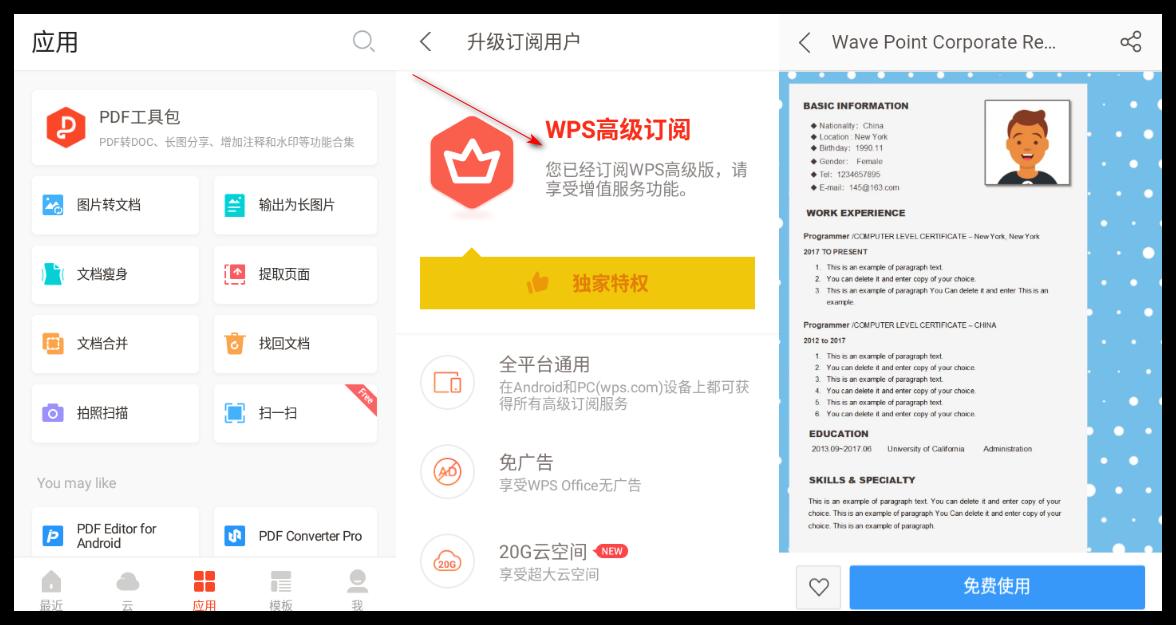 应用
PDF工具包
PDF转DOC、长图分享、增加注释和水印等功能合集
图片转文档
输出为长图片
文档瘦身
提取页面
文档合并
找回文档
拍照扫描
扫一扫
Free
You may like
PDF Editor for
Android
PDF Converter Pro
最近
云
应用
模板
我
升级订阅用户
WPS高级订阅
您已经订阅WPS高级版，请
享受增值服务功能。
独家特权
全平台通用
在Android和PC(wps.com)设备上都可获
得所有高级订阅服务
AD
免广告
享受WPS Office无广告
20G
20G云空间 NEW
享受超大云空间
Wave Point Corporate Re...
BASIC INFORMATION
◆ Nationality： China
◆ Location : New York
◆ Birthday： 1990.11
◆ Gender： Female
◆ Tel： 1234657895
◆ E-mail： 145@163.com
WORK EXPERIENCE
Programmer /COMPUTER LEVEL CERTIFICATE – New York, New York
2017 TO PRESENT
1. This is an example of paragraph text.
2. You can delete it and enter copy of your choice.
3. This is an example of paragraph You Can delete it and enter This is an
example.
Programmer /COMPUTER LEVEL CERTIFICATE – CHINA
2012 to 2017
1. This is an example of paragraph text.
2. You can delete it and enter copy of your choice.
3. This is an example of paragraph text.
4. You can delete it and enter copy of your choice.
5. This is an example of paragraph text.
6. You can delete it and enter copy of your choice.
EDUCATION
2013.09~2017.06 University of California Administration
SKILLS & SPECIALTY
This is an example of paragraph text. You can delete it and enter copy of your
choice. This is an example of paragraph You Can delete it and enter copy of your
choice. This is an example of paragraph.
免费使用